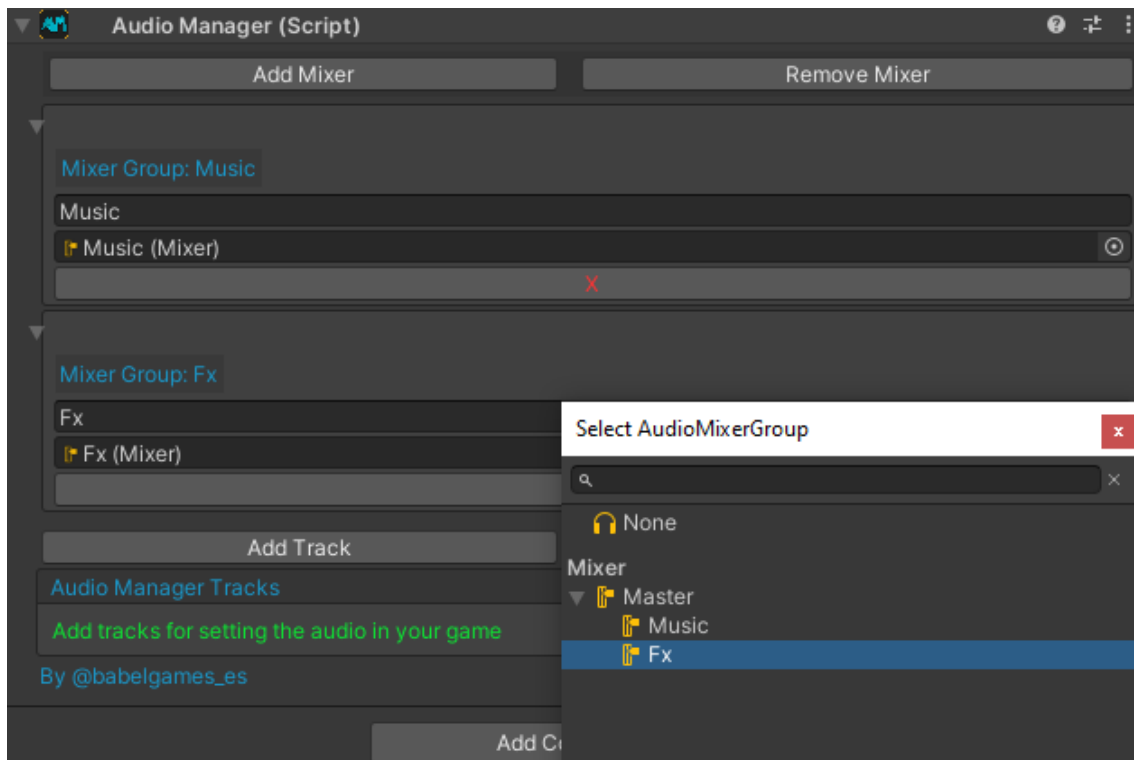 Audio Manager (Script)
Add Mixer
Remove Mixer
Mixer Group: Music
Music
Music (Mixer)
X
Mixer Group: Fx
Fx
Fx (Mixer)
Select AudioMixerGroup
None
Mixer
Master
Music
Fx
Add Track
Audio Manager Tracks
Add tracks for setting the audio in your game
By @babelgames_es
Add